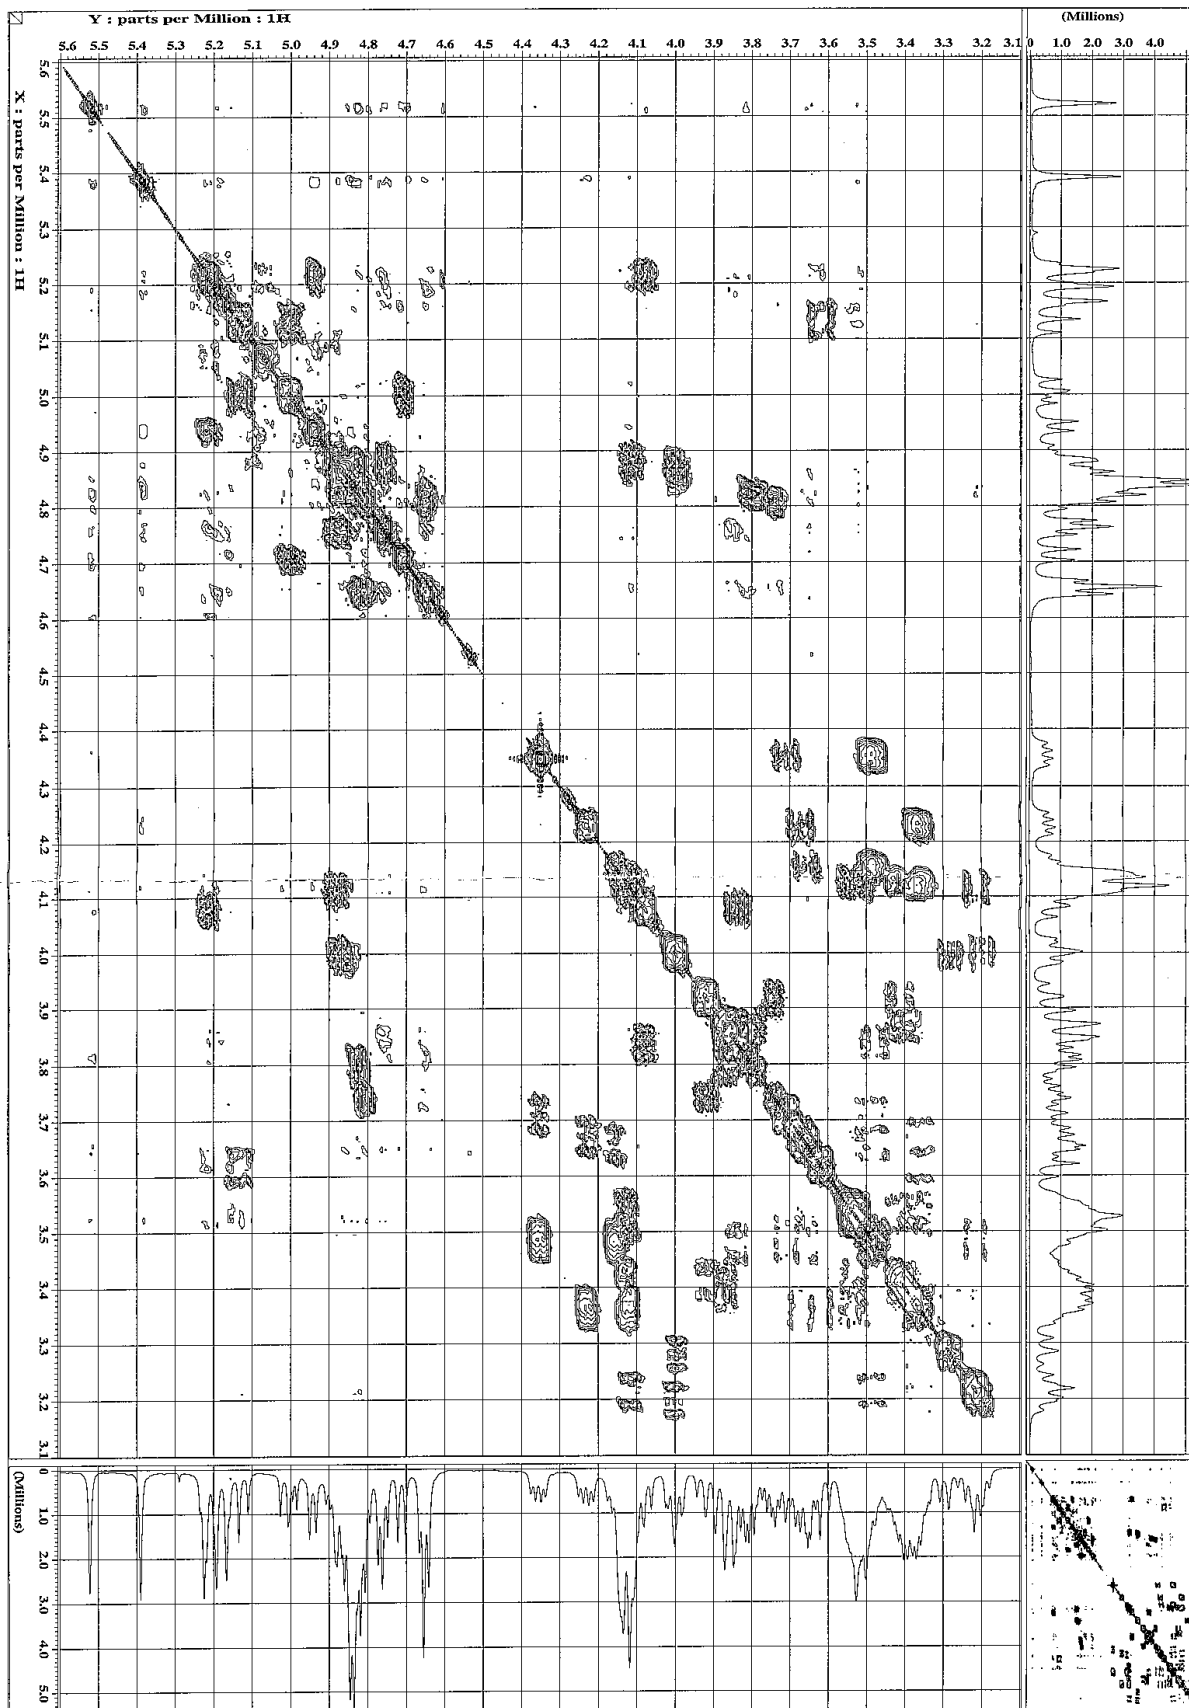 Y : parts per Million : 1H
(Millions)
5.6 5.5 5.4 5.3 5.2 5.1 5.0 4.9 4.8 4.7 4.6 4.5 4.4 4.3 4.2 4.1 4.0 3.9 3.8 3.7 3.6 3.5 3.4 3.3 3.2 3.1
0 1.0 2.0 3.0 4.0
X : parts per Million : 1H
5.6 5.5 5.4 5.3 5.2 5.1 5.0 4.9 4.8 4.7 4.6 4.5 4.4 4.3 4.2 4.1 4.0 3.9 3.8 3.7 3.6 3.5 3.4 3.3 3.2 3.1
(Millions)
0 1.0 2.0 3.0 4.0 5.0